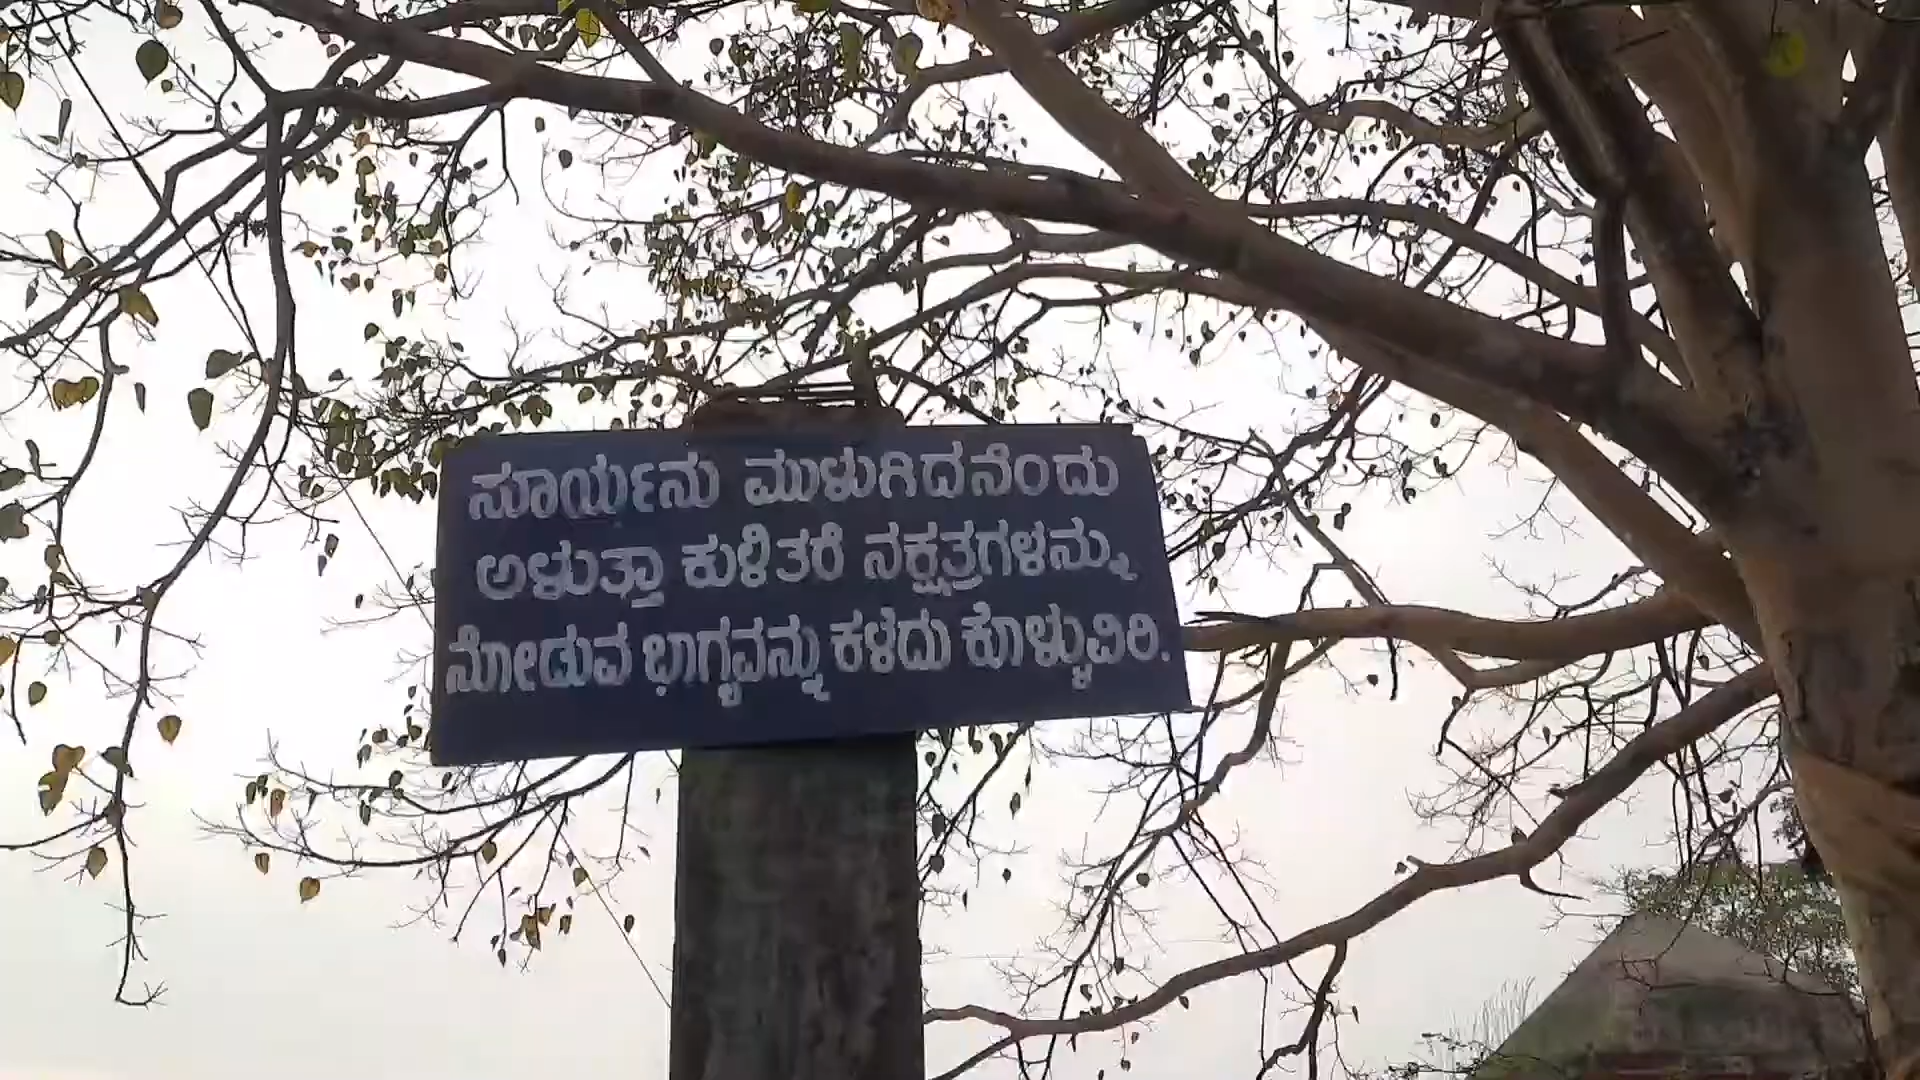 ಸೂರ್ಯನು ಮುಳುಗಿದನೆಂದು
ಅಳುತ್ತಾ ಕುಳಿತರೆ ನಕ್ಷತ್ರಗಳನ್ನು
ನೋಡುವ ಭಾಗ್ಯವನ್ನು ಕಳೆದು ಕೊಳ್ಳುವಿರಿ.